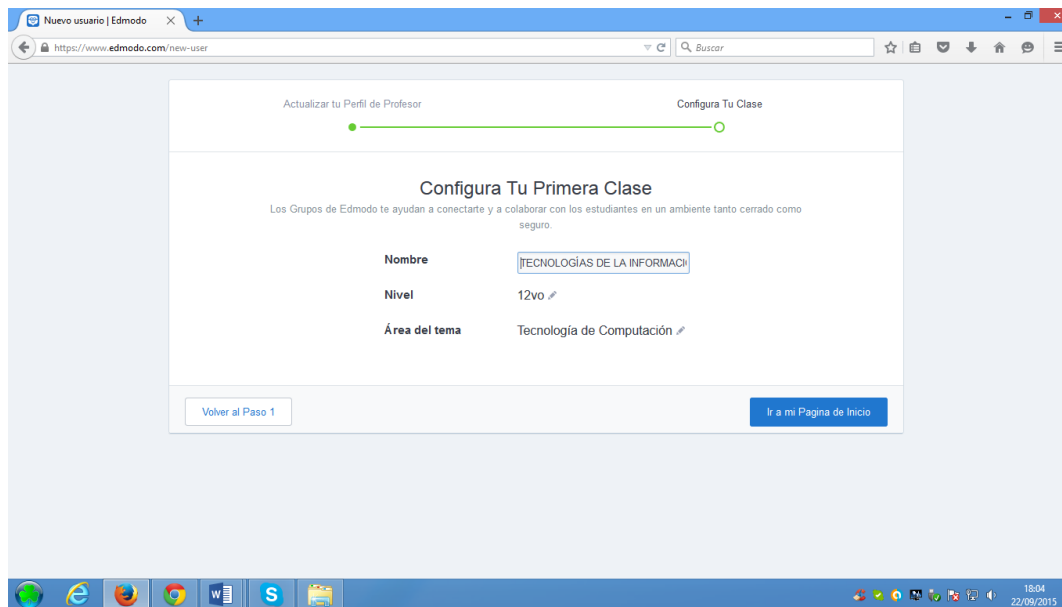 Nuevo usuario | Edmodo
https://www.edmodo.com/new-user
Buscar
Actualizar tu Perfil de Profesor
Configura Tu Clase
Configura Tu Primera Clase
Los Grupos de Edmodo te ayudan a conectarte y a colaborar con los estudiantes en un ambiente tanto cerrado como
seguro.
Nombre
TECNOLOGÍAS DE LA INFORMACI
Nivel
12vo
Área del tema
Tecnología de Computación
Volver al Paso 1
Ir a mi Pagina de Inicio
18:04
22/09/2015